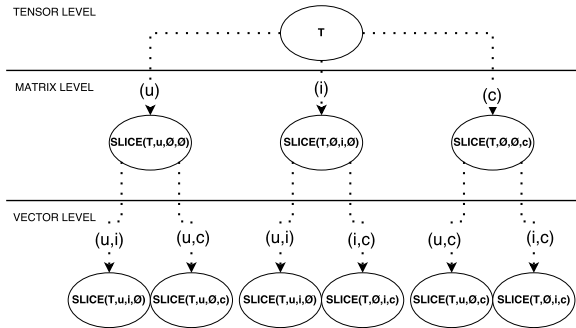 TENSOR LEVEL
T
MATRIX LEVEL
(u)
(i)
(c)
SLICE(T,u,Ø,Ø)
SLICE(T,Ø,i,Ø)
SLICE(T,Ø,Ø,c)
VECTOR LEVEL
(u,i)
(u,c)
(u,i)
(i,c)
(u,c)
(i,c)
SLICE(T,u,i,Ø)
SLICE(T,u,Ø,c)
SLICE(T,u,i,Ø)
SLICE(T,Ø,i,c)
SLICE(T,u,Ø,c)
SLICE(T,Ø,i,c)